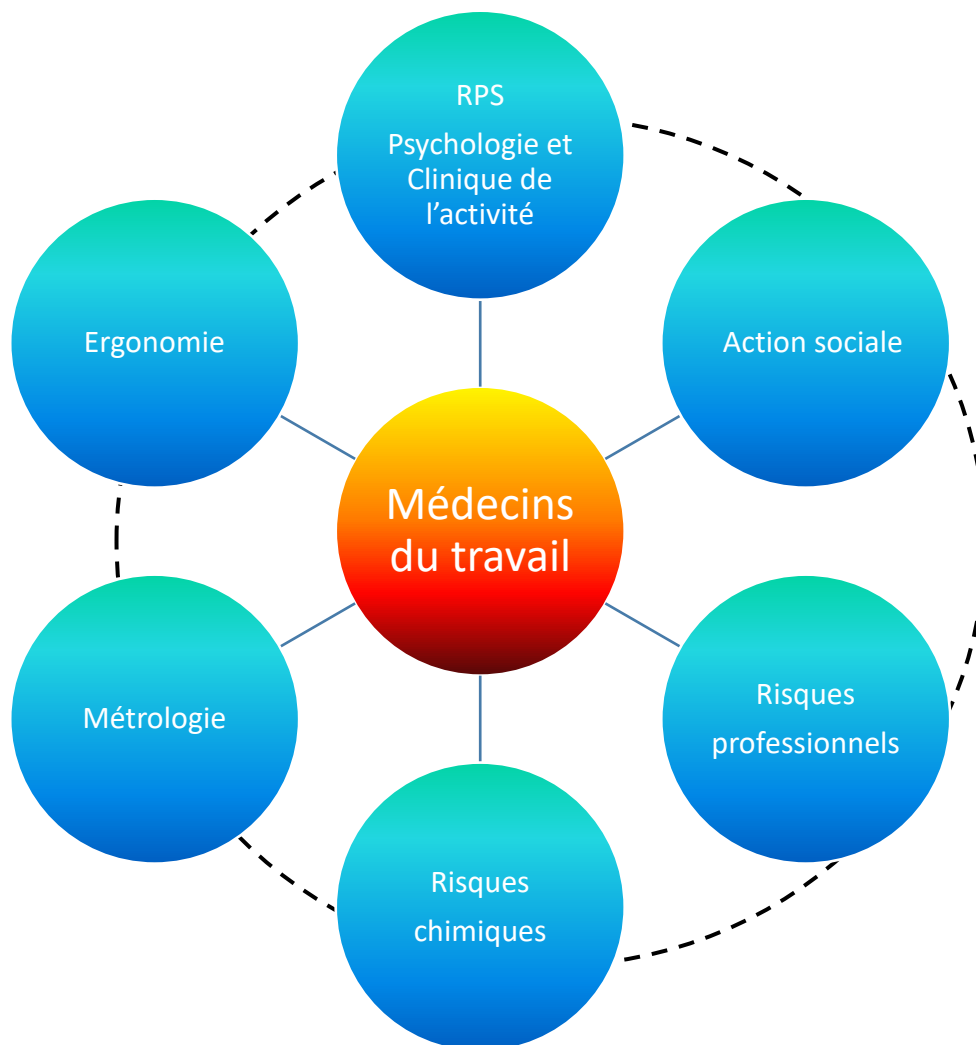 RPS
Psychologie et
Clinique de
l’activité
Ergonomie
Action sociale
Médecins
du travail
Métrologie
Risques
professionnels
Risques
chimiques